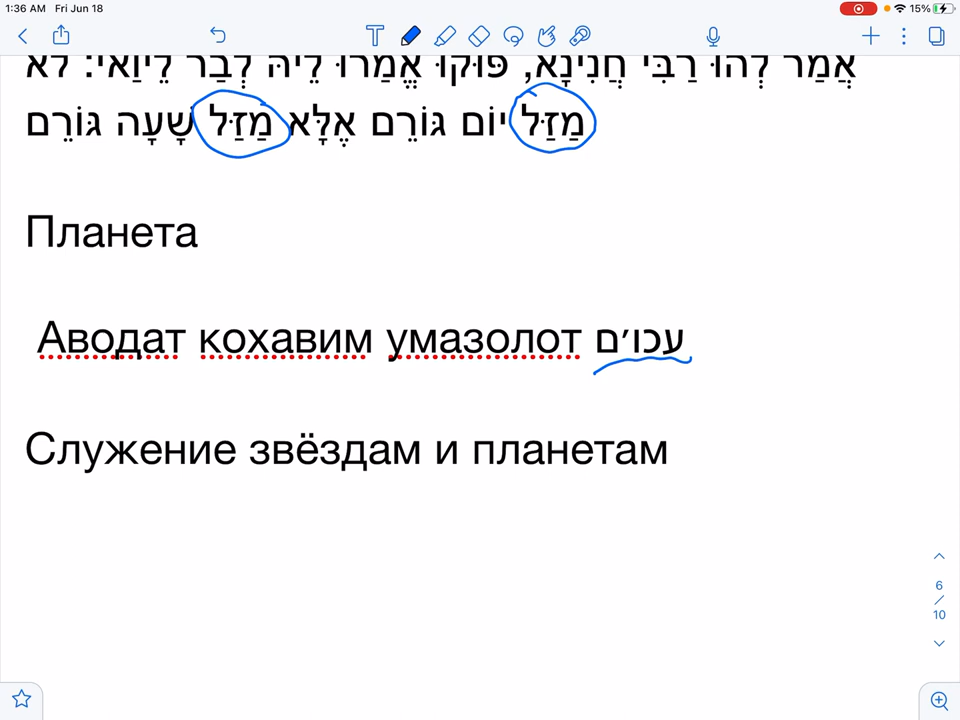 1:36 AM Fri Jun 18
15%
אֲמַר לְהוּ רַבִּי חֲנִינָא, פּוּקוּ אֱמַרוּ לֵיהּ לְבַר לֵיוַאי: לֹא
מַזַּל יוֹם גּוֹרֵם אֶלָּא מַזַּל שָׁעָה גּוֹרֵם
Планета
Аводат кохавим умазолот עכו׳ם
Служение звёздам и планетам
6
/
10